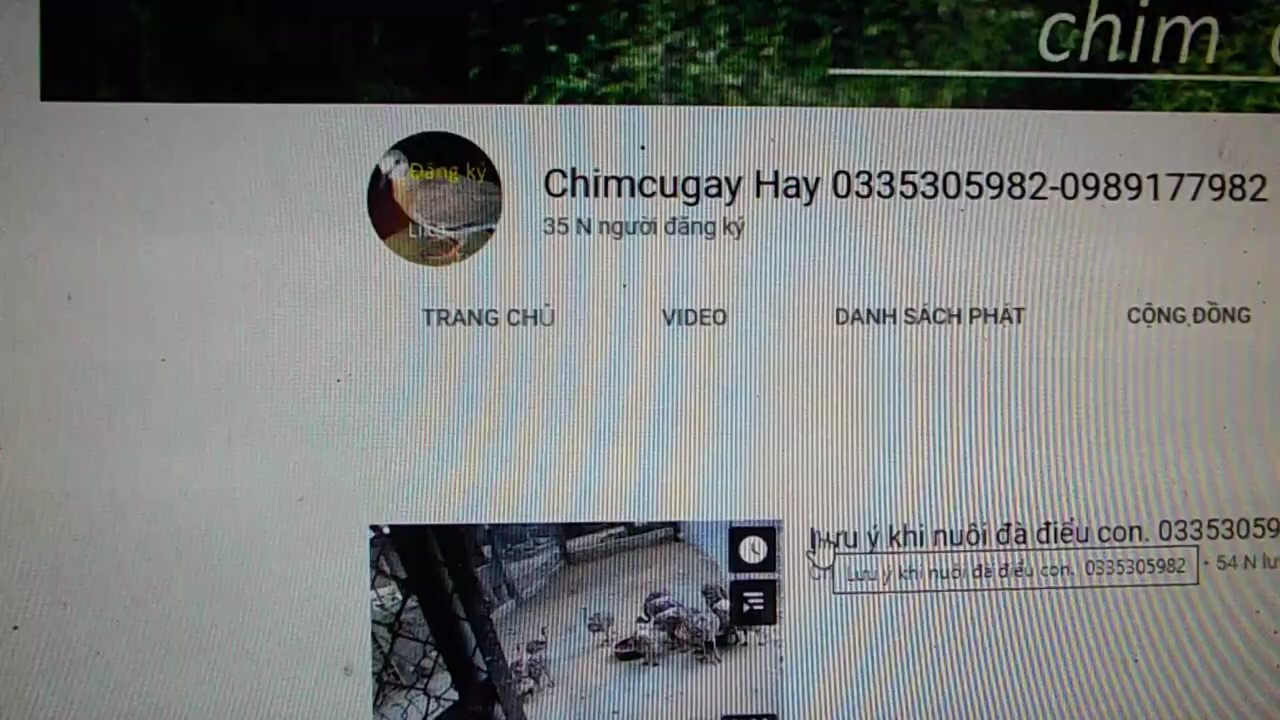 chim
Đăng ký
Chimcugay Hay 0335305982-0989177982
35 N người đăng ký
TRANG CHỦ VIDEO DANH SÁCH PHÁT CỘNG ĐỒNG
Lưu ý khi nuôi đà điểu con. 03353059
Lưu ý khi nuôi đà điểu con. 0335305982 • 54 N